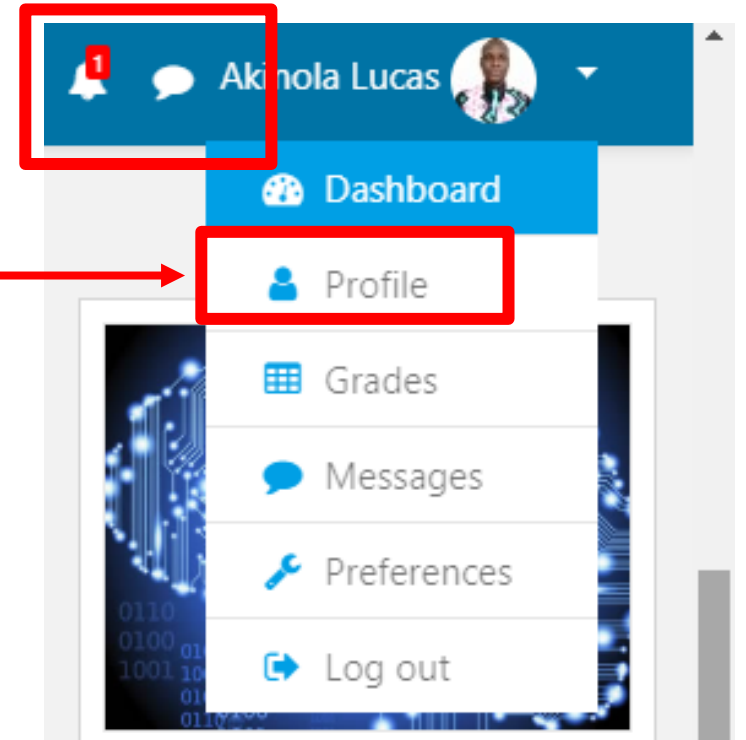 1
Akinola Lucas
Dashboard
Profile
Grades
Messages
Preferences
Log out
0110
0100
1001